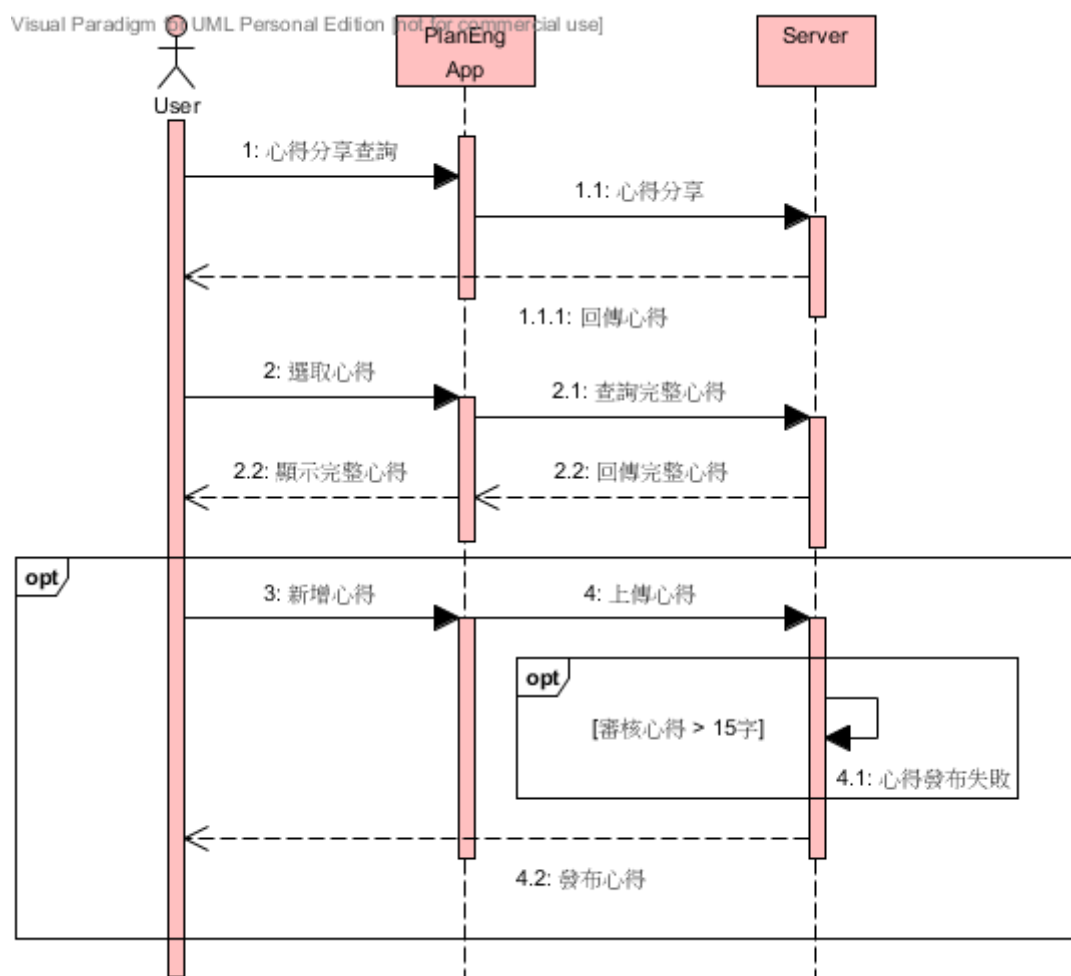 Visual Paradigm for UML Personal Edition [not for commercial use]
User
PlanEng
App
Server
1: 心得分享查詢
1.1: 心得分享
1.1.1: 回傳心得
2: 選取心得
2.1: 查詢完整心得
2.2: 顯示完整心得
2.2: 回傳完整心得
opt
3: 新增心得
4: 上傳心得
opt
[審核心得 > 15字]
4.1: 心得發布失敗
4.2: 發布心得